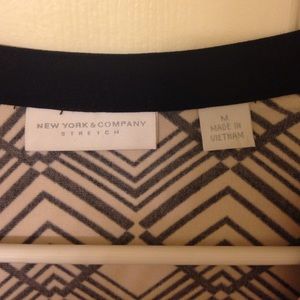 NEW YORK & COMPANY
STRETCH
M
MADE IN
VIETNAM